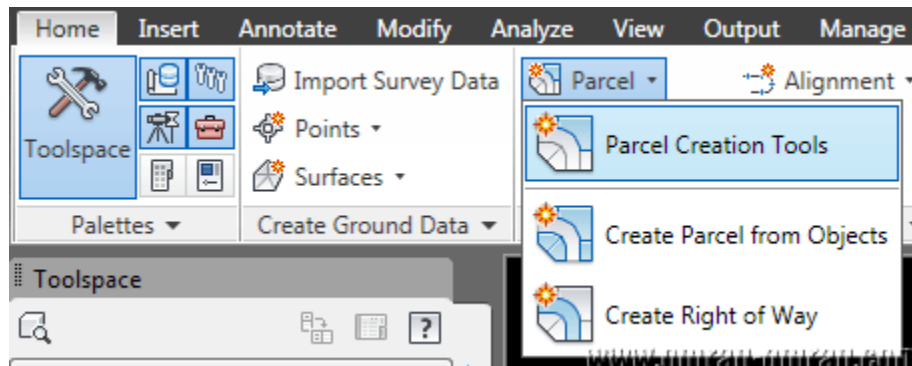 Home Insert Annotate Modify Analyze View Output Manage
Toolspace
Import Survey Data
Points
Surfaces
Parcel
Alignment
Parcel Creation Tools
Create Parcel from Objects
Create Right of Way
Palettes
Create Ground Data
Toolspace
?